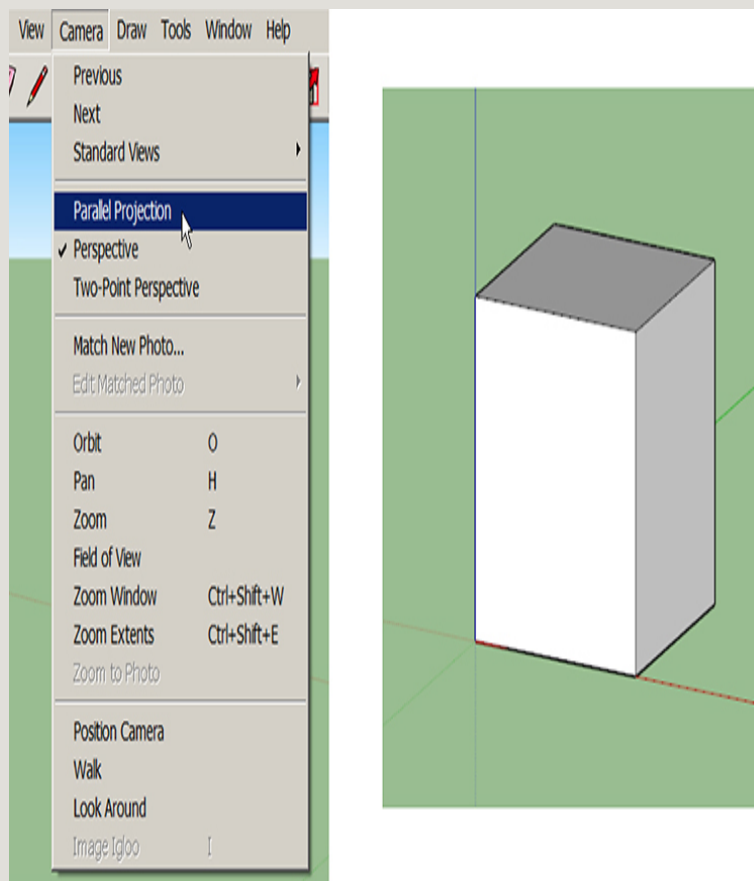 View Camera Draw Tools Window Help
Previous
Next
Standard Views
Parallel Projection
Perspective
Two-Point Perspective
Match New Photo...
Edit Matched Photo
Orbit O
Pan H
Zoom Z
Field of View
Zoom Window Ctrl+Shift+W
Zoom Extents Ctrl+Shift+E
Zoom to Photo
Position Camera
Walk
Look Around
Image Igloo I